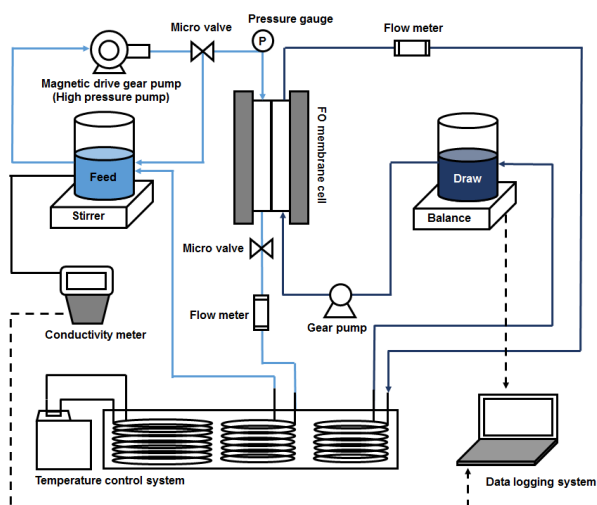 Micro valve
Pressure gauge
Flow meter
P
Magnetic drive gear pump
(High pressure pump)
FO membrane cell
Feed
Draw
Stirrer
Balance
Micro valve
Flow meter
Gear pump
Conductivity meter
Temperature control system
Data logging system